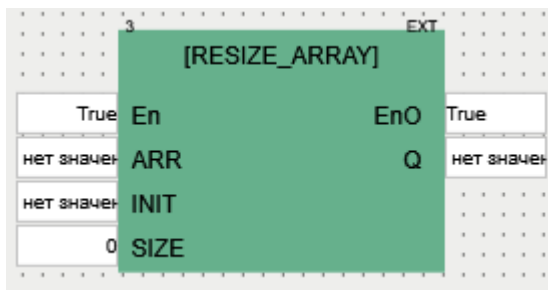 3 EXT
[RESIZE_ARRAY]
True En EnO True
нет значен ARR Q нет значен
нет значен INIT
0 SIZE